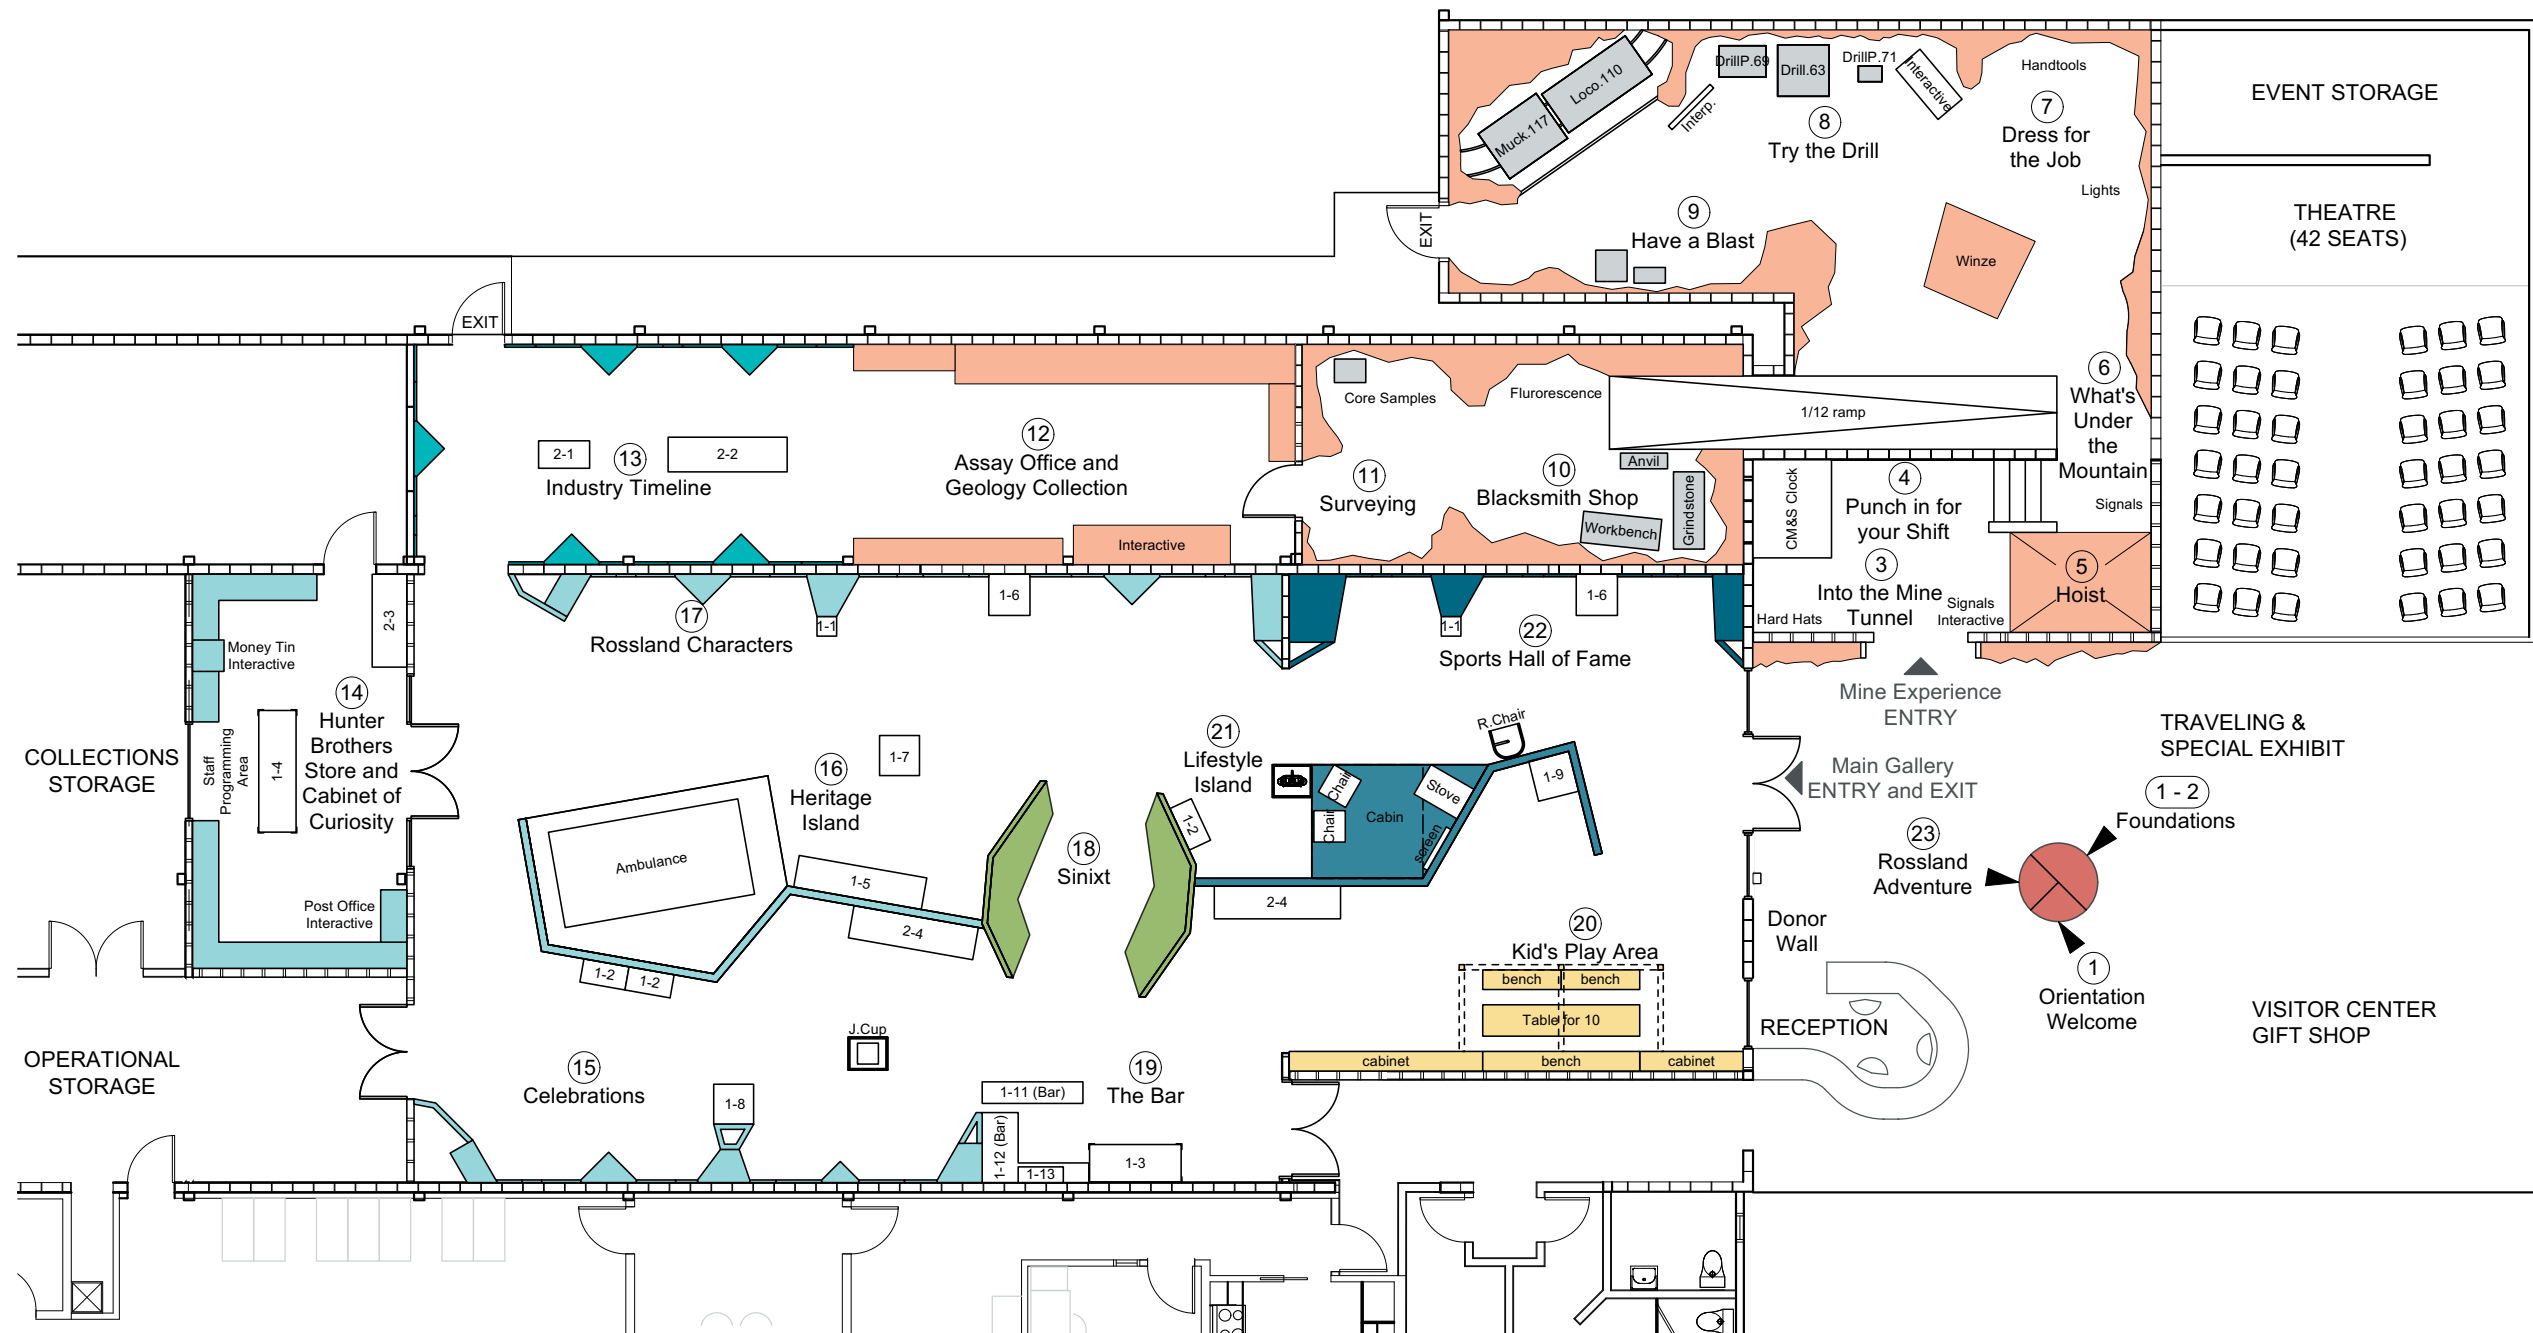 DrillP.69
Drill.63
DrillP.71
Interactive
Handtools
Loco.110
Muck.117
Interp.
8
Try the Drill
7
Dress for
the Job
Lights
EVENT STORAGE
THEATRE
(42 SEATS)
EXIT
9
Have a Blast
Winze
EXIT
6
What's
Under
the
Mountain
Signals
1/12 ramp
Core Samples
Flurorescence
2-1
13
2-2
Industry Timeline
12
Assay Office and
Geology Collection
Interactive
11
Surveying
10
Blacksmith Shop
Anvil
Workbench
Grindstone
CM&S Clock
4
Punch in for
your Shift
3
Into the Mine
Tunnel
Hard Hats
Signals
Interactive
5
Hoist
2-3
Money Tin
Interactive
14
Hunter
Brothers
Store and
Cabinet of
Curiosity
Staff
Programming
Area
1-4
Post Office
Interactive
COLLECTIONS
STORAGE
OPERATIONAL
STORAGE
17
Rossland Characters
1-1
1-6
1-1
1-6
22
Sports Hall of Fame
Mine Experience
ENTRY
Main Gallery
ENTRY and EXIT
TRAVELING &
SPECIAL EXHIBIT
1 - 2
Foundations
23
Rossland
Adventure
1
Orientation
Welcome
16
Heritage
Island
1-7
Ambulance
1-5
2-4
1-2
1-2
18
Sinixt
21
Lifestyle
Island
1-2
2-4
Chair
Chair
Cabin
Stove
screen
R.Chair
1-9
20
Kid's Play Area
bench
bench
Table for 10
cabinet
bench
cabinet
Donor
Wall
RECEPTION
VISITOR CENTER
GIFT SHOP
J.Cup
15
Celebrations
1-8
19
The Bar
1-11 (Bar)
1-12 (Bar)
1-13
1-3